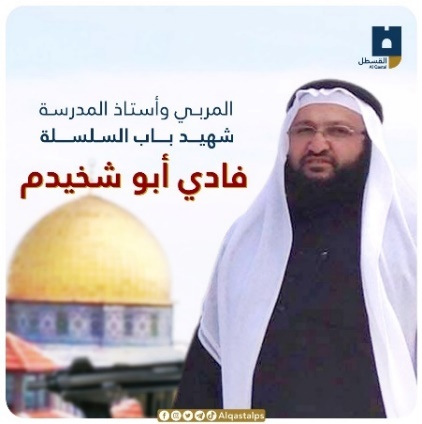 القسطل
Al Qastal
المربي وأستاذ المدرسة
شهيد باب السلسلة
فادي أبو شخيدم
Alqastalps